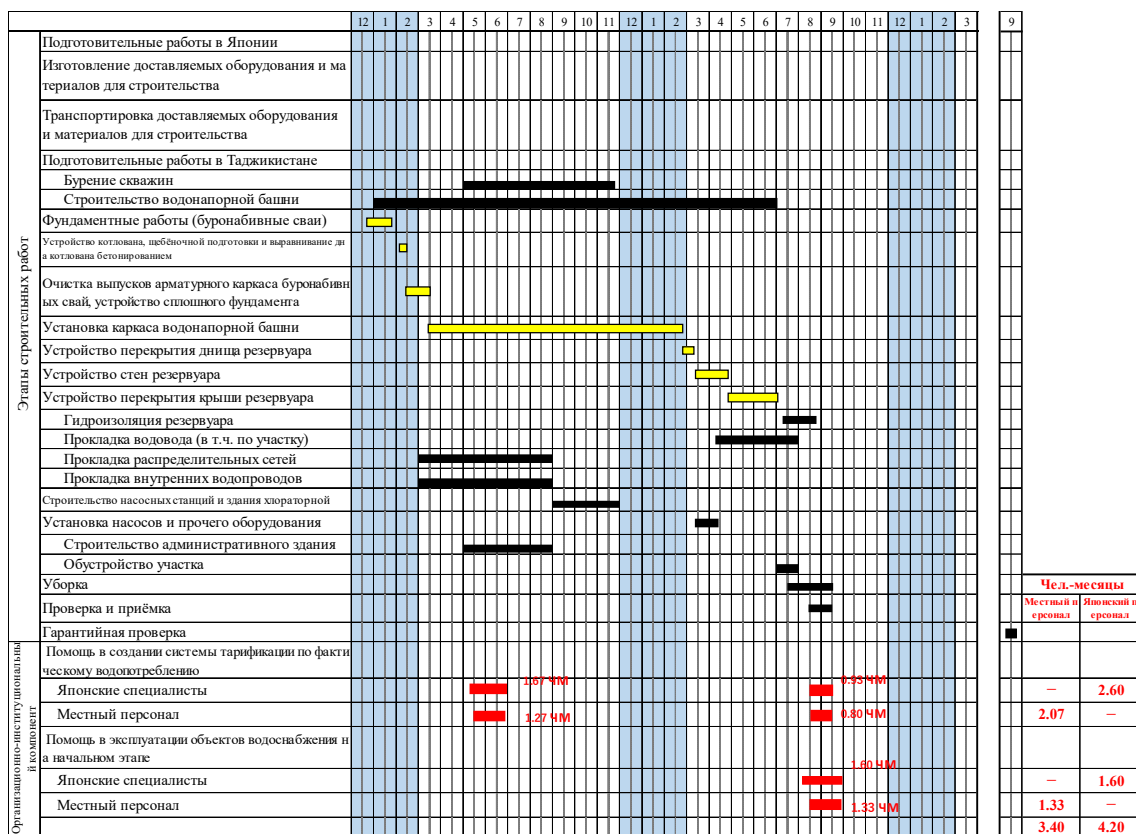 12 1 2 3 4 5 6 7 8 9 10 11 12 1 2 3 4 5 6 7 8 9 10 11 12 1 2 3 9
Этапы строительных работ
Подготовительные работы в Японии
Изготовление доставляемых оборудования и ма
териалов для строительства
Транспортировка доставляемых оборудования
и материалов для строительства
Подготовительные работы в Таджикистане
Бурение скважин
Строительство водонапорной башни
Фундаментные работы (буронабивные сваи)
Устройство котлована, щебёночной подготовки и выравнивание дн
а котлована бетонированием
Очистка выпусков арматурного каркаса буронабивн
ых свай, устройство сплошного фундамента
Установка каркаса водонапорной башни
Устройство перекрытия днища резервуара
Устройство стен резервуара
Устройство перекрытия крыши резервуара
Гидроизоляция резервуара
Прокладка водовода (в т.ч. по участку)
Прокладка распределительных сетей
Прокладка внутренних водопроводов
Строительство насосных станций и здания хлораторной
Установка насосов и прочего оборудования
Строительство административного здания
Обустройство участка
Уборка
Чел.-месяцы
Проверка и приёмка
Местный п
ерсонал
Японский п
ерсонал
Гарантийная проверка
Организационно-институциональны
й компонент
Помощь в создании системы тарификации по факти
ческому водопотреблению
Японские специалисты 1.67 ЧМ 0.93 ЧМ – 2.60
Местный персонал 1.27 ЧМ 0.80 ЧМ 2.07 –
Помощь в эксплуатации объектов водоснабжения н
а начальном этапе
Японские специалисты 1.60 ЧМ – 1.60
Местный персонал 1.33 ЧМ 1.33 –
3.40 4.20